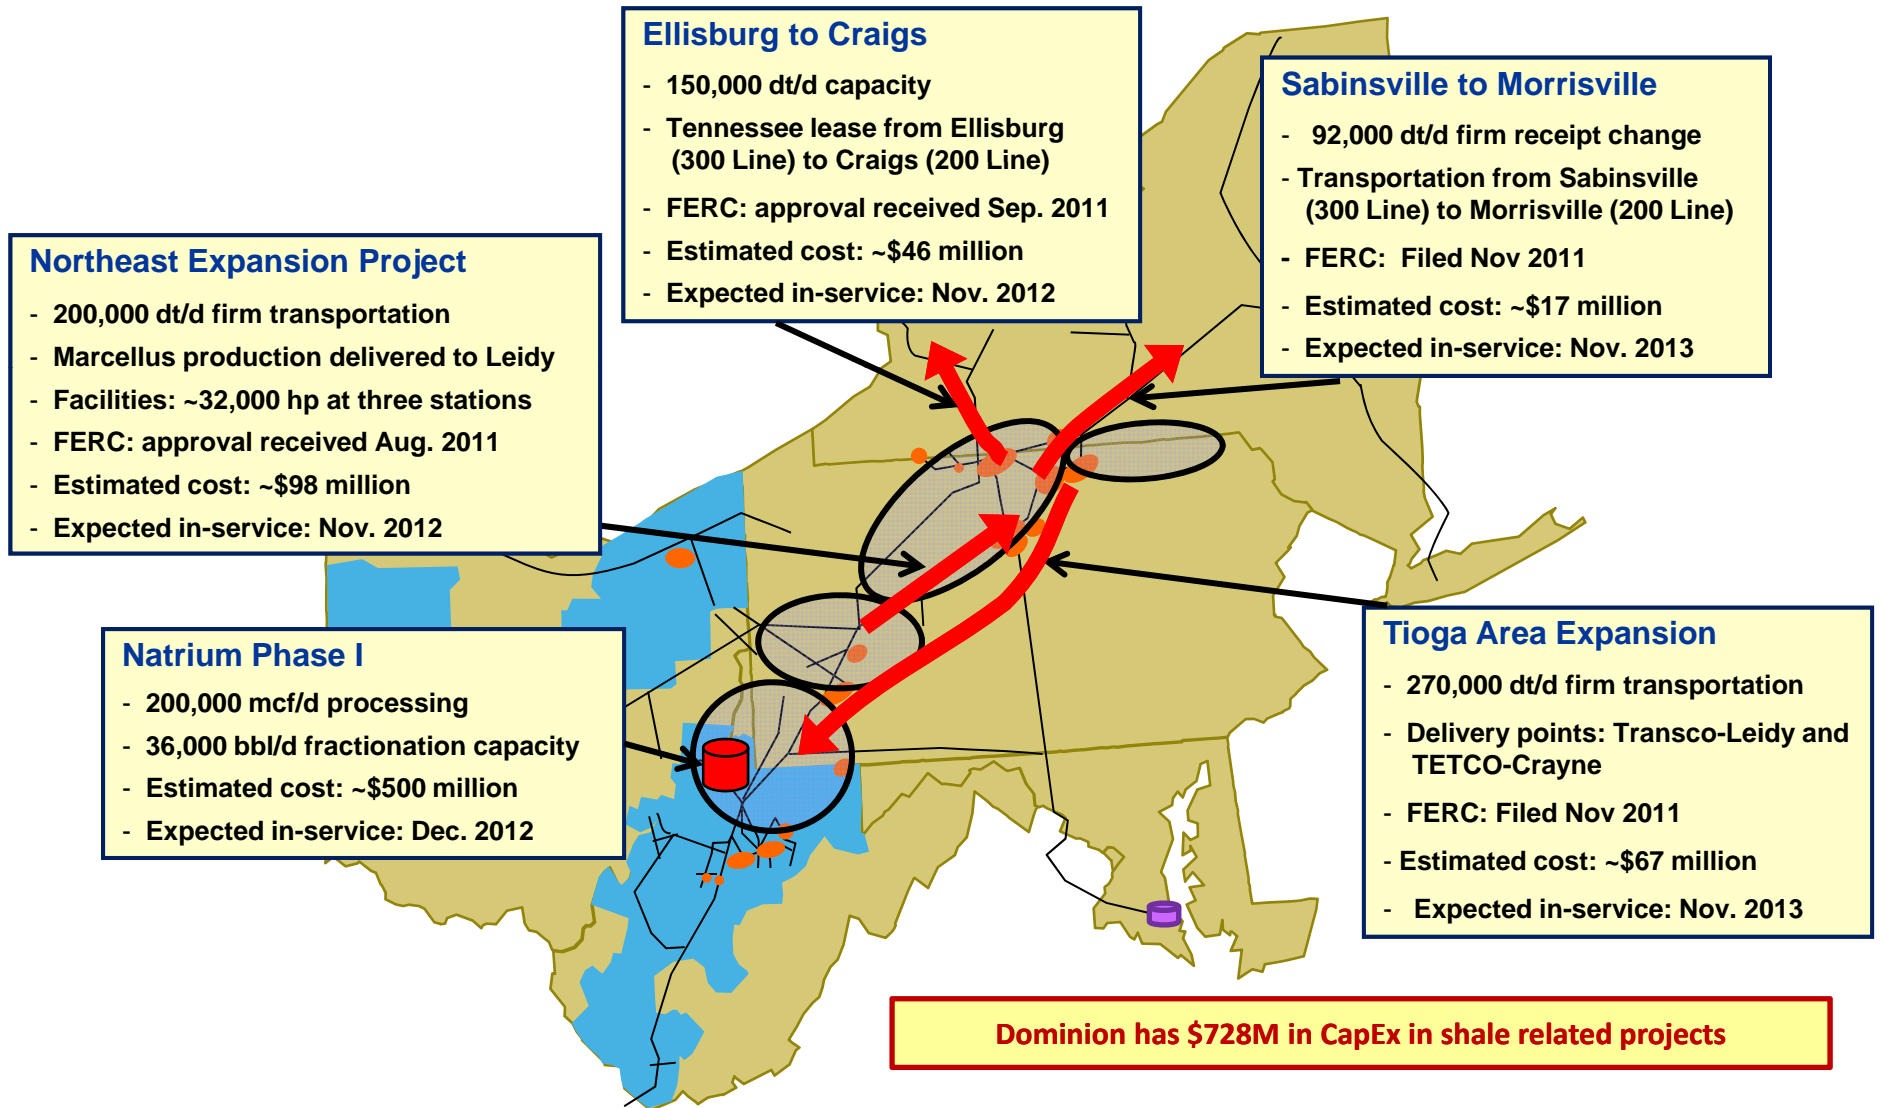 Ellisburg to Craigs
- 150,000 dt/d capacity
- Tennessee lease from Ellisburg
(300 Line) to Craigs (200 Line)
- FERC: approval received Sep. 2011
- Estimated cost: ~$46 million
- Expected in-service: Nov. 2012
Sabinsville to Morrisville
- 92,000 dt/d firm receipt change
- Transportation from Sabinsville
(300 Line) to Morrisville (200 Line)
- FERC: Filed Nov 2011
- Estimated cost: ~$17 million
- Expected in-service: Nov. 2013
Northeast Expansion Project
- 200,000 dt/d firm transportation
- Marcellus production delivered to Leidy
- Facilities: ~32,000 hp at three stations
- FERC: approval received Aug. 2011
- Estimated cost: ~$98 million
- Expected in-service: Nov. 2012
Natrium Phase I
- 200,000 mcf/d processing
- 36,000 bbl/d fractionation capacity
- Estimated cost: ~$500 million
- Expected in-service: Dec. 2012
Tioga Area Expansion
- 270,000 dt/d firm transportation
- Delivery points: Transco-Leidy and
TETCO-Crayne
- FERC: Filed Nov 2011
- Estimated cost: ~$67 million
- Expected in-service: Nov. 2013
Dominion has $728M in CapEx in shale related projects